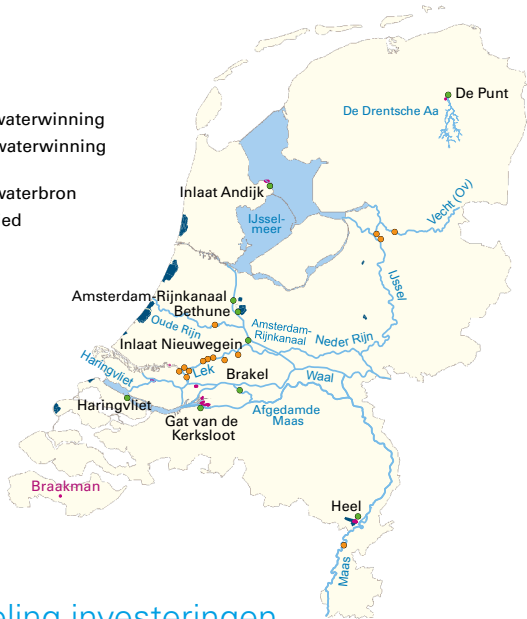 waterwinning
waterwinning
waterbron
ed
De Punt
De Drentsche Aa
Inlaat Andijk
IJssel-
meer
Vecht (Ov)
IJssel
Amsterdam-Rijnkanaal
Bethune
Oude Rijn
Amsterdam-
Rijnkanaal
Neder Rijn
Inlaat Nieuwegein
Lek
Brakel
Waal
Haringvliet
Haringvliet
Afgedamde
Maas
Gat van de
Kerksloot
Braakman
Heel
Maas
ling investeringen